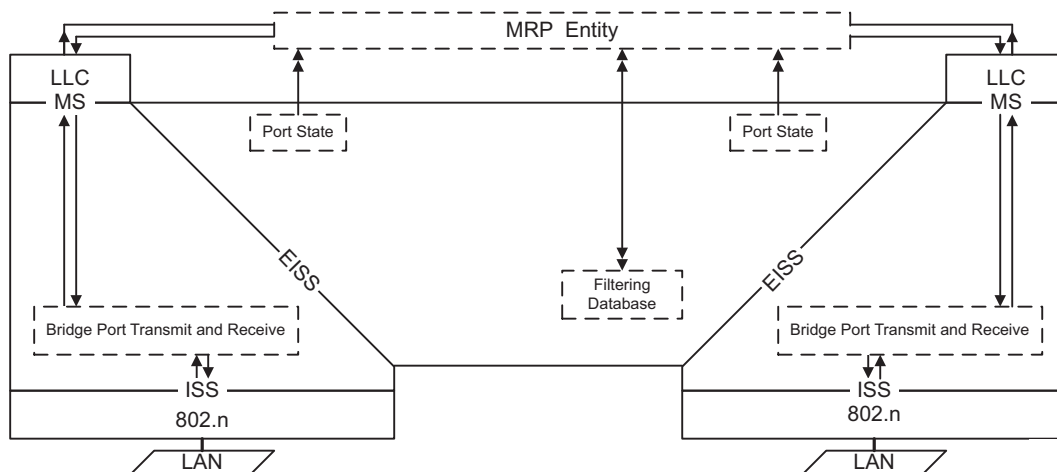 MRP Entity
LLC
MS
LLC
MS
Port State
Port State
EISS
EISS
Filtering
Database
Bridge Port Transmit and Receive
Bridge Port Transmit and Receive
ISS
ISS
802.n
802.n
LAN
LAN